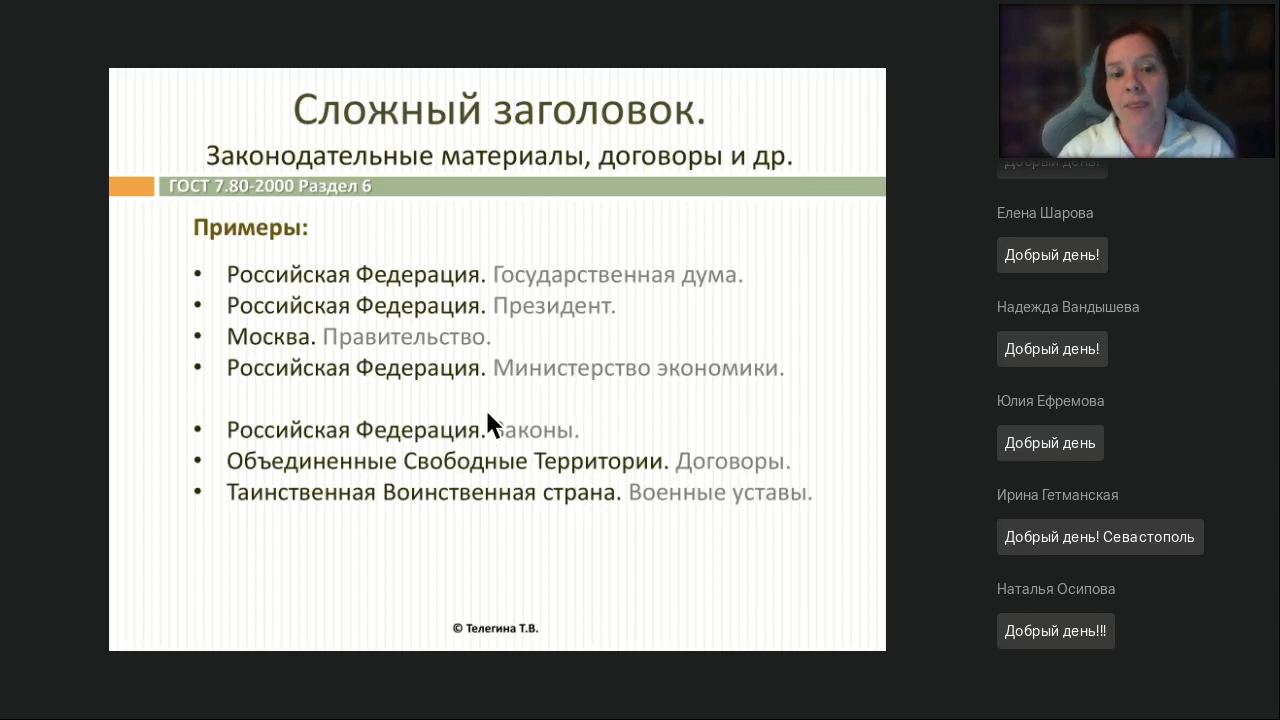 Сложный заголовок.
Законодательные материалы, договоры и др.
ГОСТ 7.80-2000 Раздел 6
Примеры:
• Российская Федерация. Государственная дума.
• Российская Федерация. Президент.
• Москва. Правительство.
• Российская Федерация. Министерство экономики.
• Российская Федерация. Законы.
• Объединенные Свободные Территории. Договоры.
• Таинственная Воинственная страна. Военные уставы.
© Телегина Т.В.
Добрый день!
Елена Шарова
Добрый день!
Надежда Вандышева
Добрый день!
Юлия Ефремова
Добрый день
Ирина Гетманская
Добрый день! Севастополь
Наталья Осипова
Добрый день!!!